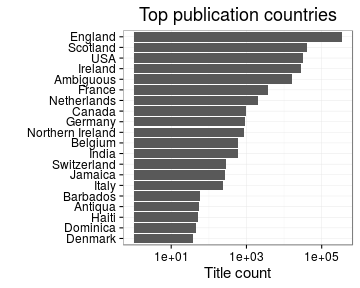 Top publication countries
England
Scotland
USA
Ireland
Ambiguous
France
Netherlands
Canada
Germany
Northern Ireland
Belgium
India
Switzerland
Jamaica
Italy
Barbados
Antigua
Haiti
Dominica
Denmark
1e+01 1e+03 1e+05
Title count